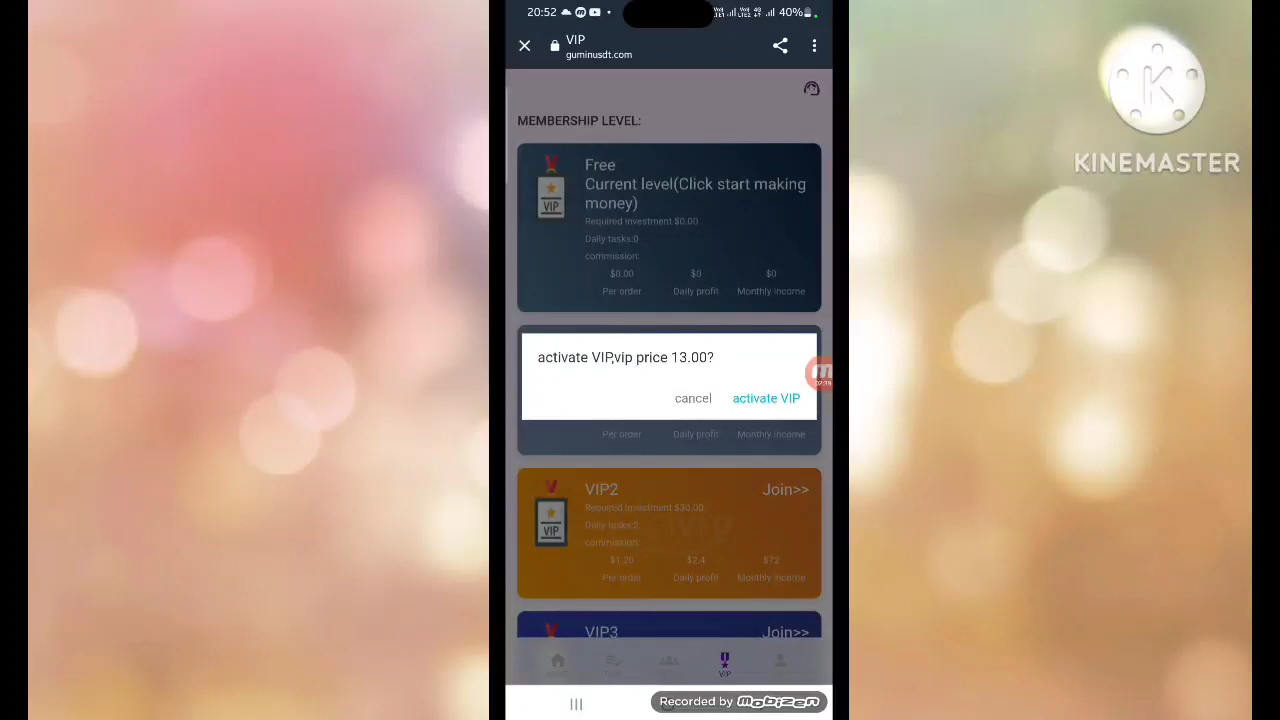 20:52
40%
VIP
guminusdt.com
MEMBERSHIP LEVEL:
Free
Current level(Click start making
money)
Required investment $0.00
Daily tasks:0
commission:
$0.00 $0 $0
Per order Daily profit Monthly income
activate VIP,vip price 13.00?
cancel activate VIP
02:39
Per order Daily profit Monthly income
VIP2 Join>>
Required investment $30.00
Daily tasks:2
commission:
$1.20 $2.4 $72
Per order Daily profit Monthly income
VIP3 Join>>
VIP
Recorded by mobizen
KINEMASTER